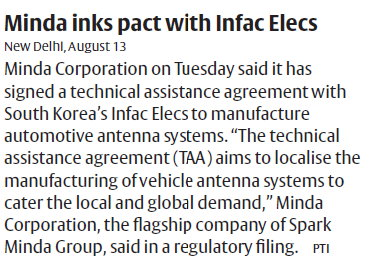 Minda inks pact with Infac Elecs
New Delhi, August 13
Minda Corporation on Tuesday said it has
signed a technical assistance agreement with
South Korea’s Infac Elecs to manufacture
automotive antenna systems. “The technical
assistance agreement (TAA) aims to localise the
manufacturing of vehicle antenna systems to
cater the local and global demand,” Minda
Corporation, the flagship company of Spark
Minda Group, said in a regulatory filing. PTI